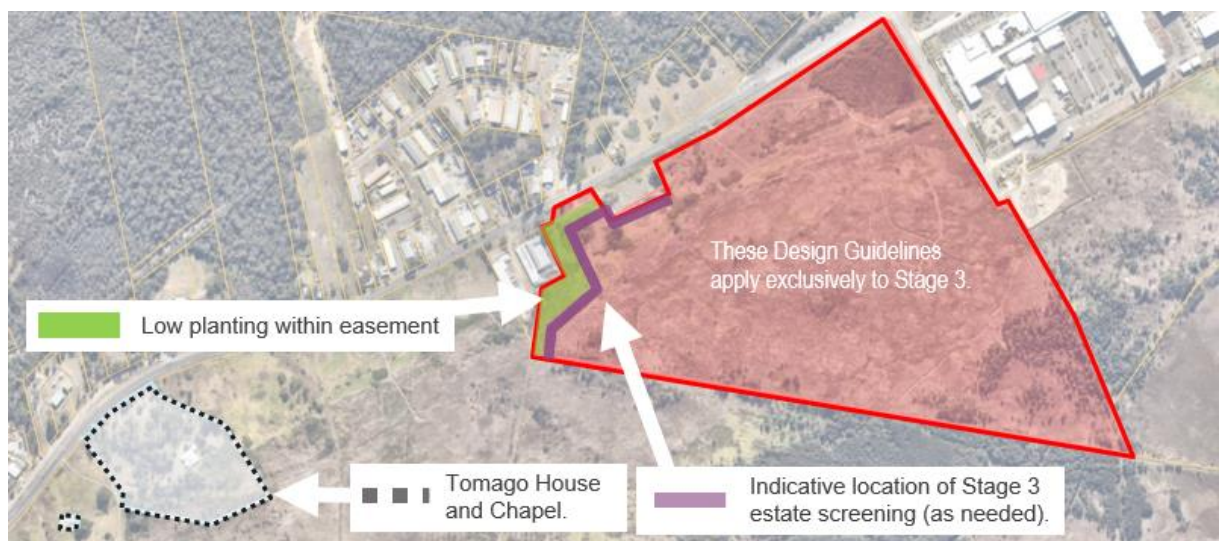 These Design Guidelines
apply exclusively to Stage 3.
Low planting within easement
Tomago House
and Chapel.
Indicative location of Stage 3
estate screening (as needed).